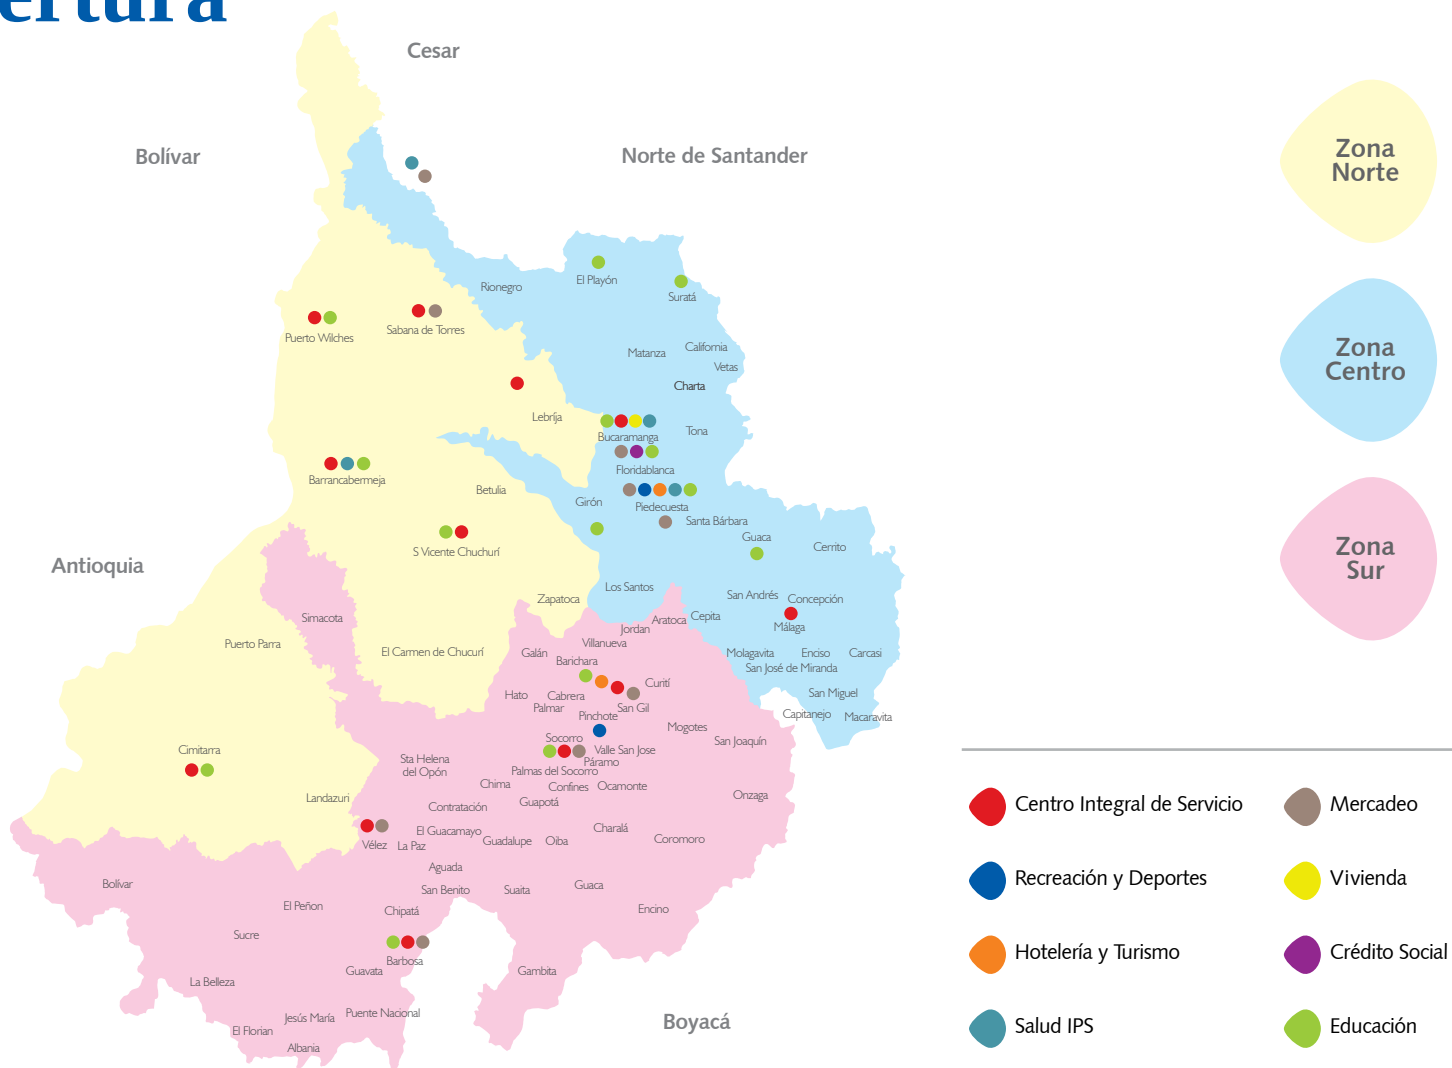 ertura
Cesar
Bolívar
Norte de Santander
Zona
Norte
El Playón
Rionegro
Suratá
Sabana de Torres
Puerto Wilches
Zona
Centro
California
Matanza
Vetas
Charta
Lebríja
Tona
Bucaramanga
Floridablanca
Barrancabermeja
Betulia
Girón
Piedecuesta
Santa Bárbara
Guaca
Cerrito
S Vicente Chuchurí
Zona
Sur
Antioquia
Los Santos
San Andrés
Concepción
Zapatoca
Cepita
Simacota
Aratoca
Málaga
Jordan
Puerto Parra
Villanueva
El Carmen de Chucurí
Galán
Molagavita
Enciso
Carcasi
Barichara
San José de Miranda
Curití
Hato
Cabrera
San Miguel
Palmar
San Gil
Pinchote
Capitanejo
Macaravita
Mogotes
Socorro
San Joaquín
Cimitarra
Valle San Jose
Sta Helena
del Opón
Páramo
Palmas del Socorro
Chima
Confines
Ocamonte
Landazuri
Guapotá
Onzaga
Contratación
El Guacamayo
Charalá
Vélez
La Paz
Guadalupe
Oiba
Coromoro
Aguada
Bolívar
San Benito
Suaita
Guaca
El Peñon
Chipatá
Encino
Sucre
Barbosa
Guavata
Gambita
La Belleza
Jesús María
Puente Nacional
Boyacá
El Florian
Albania
Centro Integral de Servicio
Mercadeo
Recreación y Deportes
Vivienda
Hotelería y Turismo
Crédito Social
Salud IPS
Educación